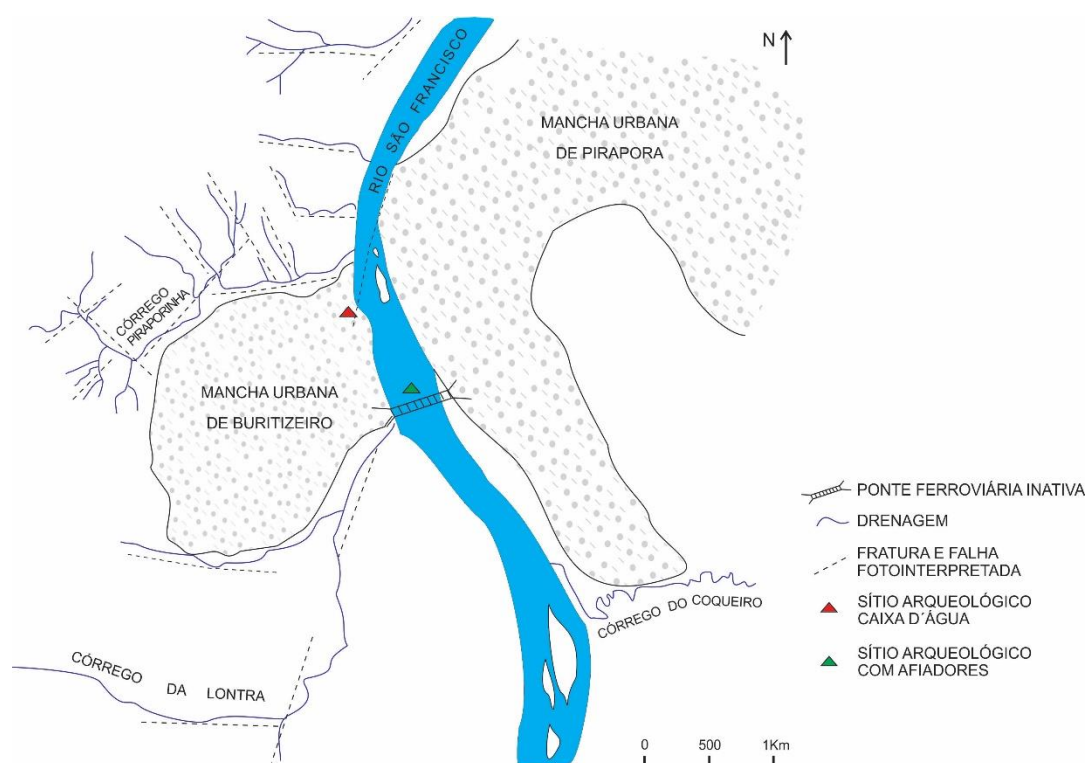 N
RIO SÃO FRANCISCO
MANCHA URBANA
DE PIRAPORA
CÓRREGO
PIRAPORINHA
MANCHA URBANA
DE BURITIZEIRO
PONTE FERROVIÁRIA INATIVA
DRENAGEM
FRATURA E FALHA
FOTOINTERPRETADA
SÍTIO ARQUEOLÓGICO
CAIXA D´ÁGUA
SÍTIO ARQUEOLÓGICO
COM AFIADORES
CÓRREGO DO COQUEIRO
CÓRREGO DA LONTRA
0 500 1Km